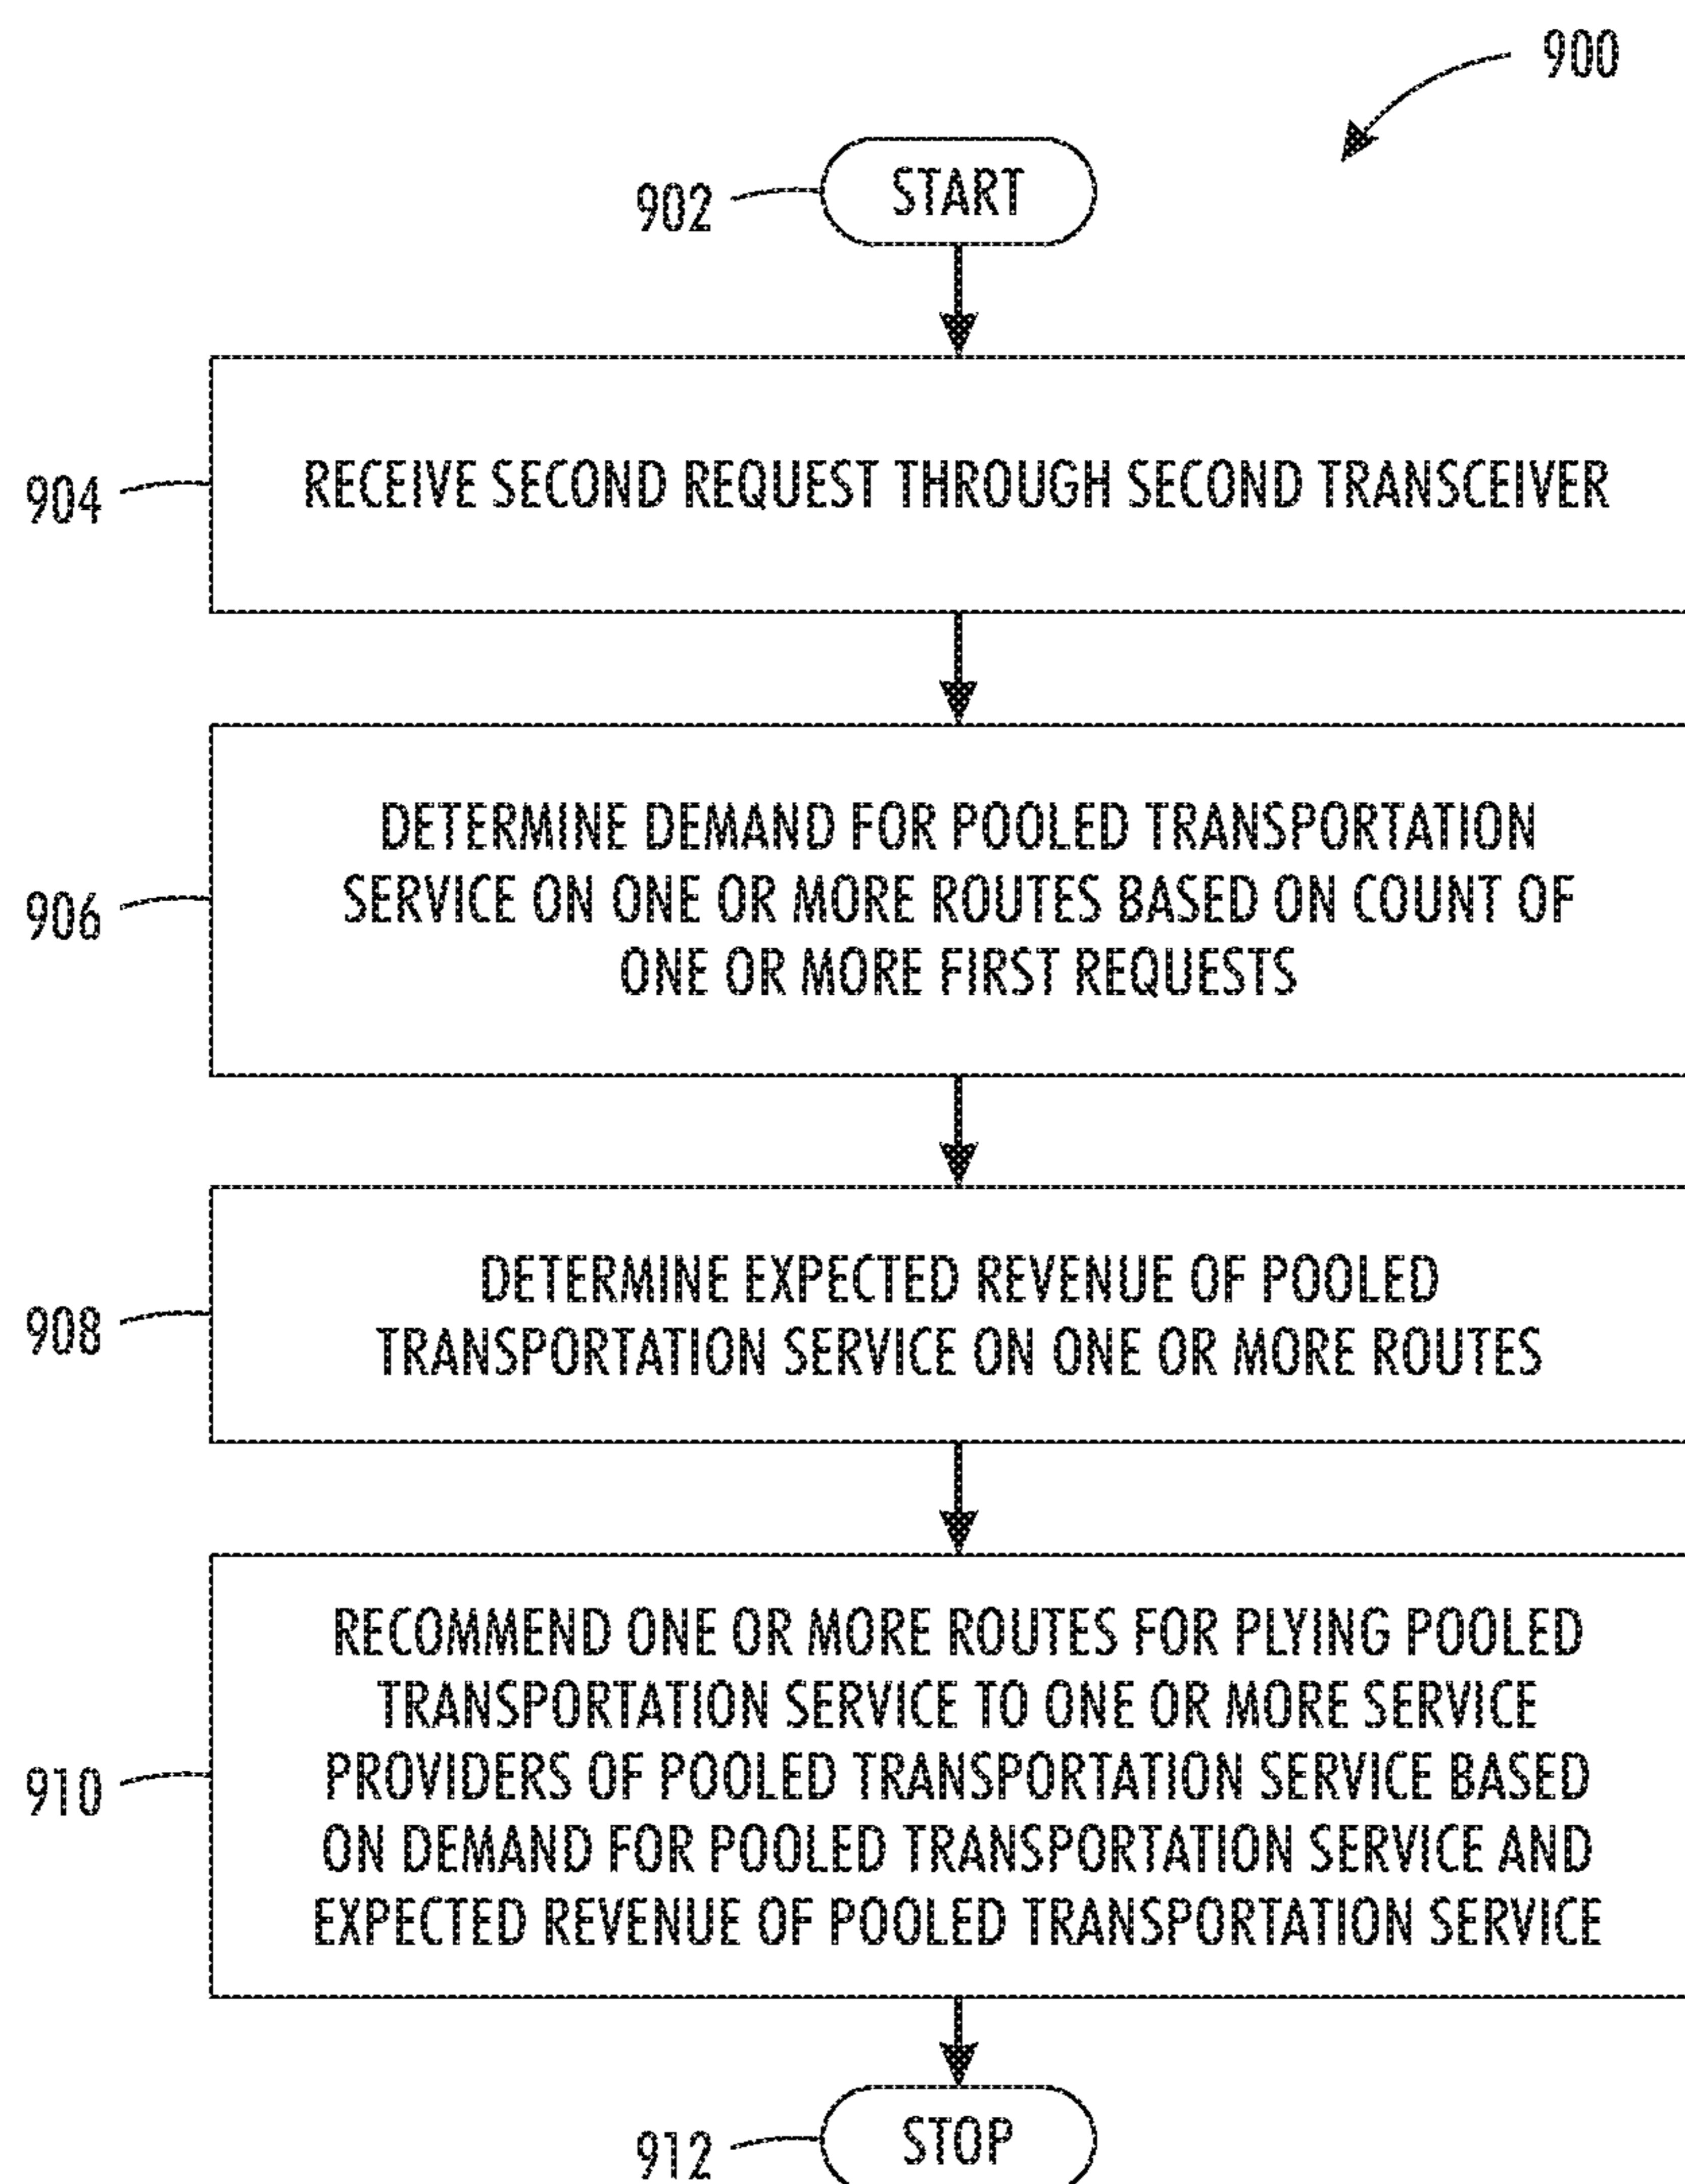 900
902
START
904
RECEIVE SECOND REQUEST THROUGH SECOND TRANSCEIVER
906
DETERMINE DEMAND FOR POOLED TRANSPORTATION
SERVICE ON ONE OR MORE ROUTES BASED ON COUNT OF
ONE OR MORE FIRST REQUESTS
908
DETERMINE EXPECTED REVENUE OF POOLED
TRANSPORTATION SERVICE ON ONE OR MORE ROUTES
910
RECOMMEND ONE OR MORE ROUTES FOR PLYING POOLED
TRANSPORTATION SERVICE TO ONE OR MORE SERVICE
PROVIDERS OF POOLED TRANSPORTATION SERVICE BASED
ON DEMAND FOR POOLED TRANSPORTATION SERVICE AND
EXPECTED REVENUE OF POOLED TRANSPORTATION SERVICE
912
STOP